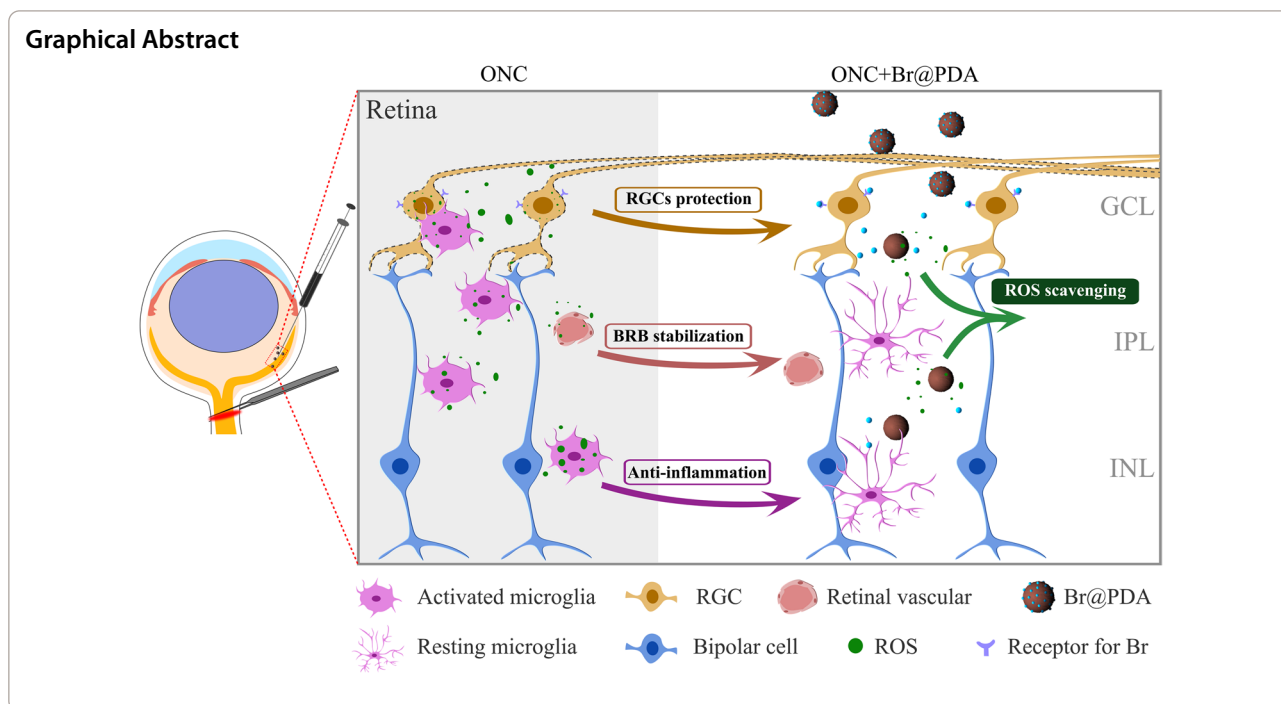 Graphical Abstract
ONC
ONC+Br@PDA
Retina
RGCs protection
GCL
ROS scavenging
BRB stabilization
IPL
Anti-inflammation
INL
Activated microglia
RGC
Retinal vascular
Br@PDA
Resting microglia
Bipolar cell
ROS
Receptor for Br